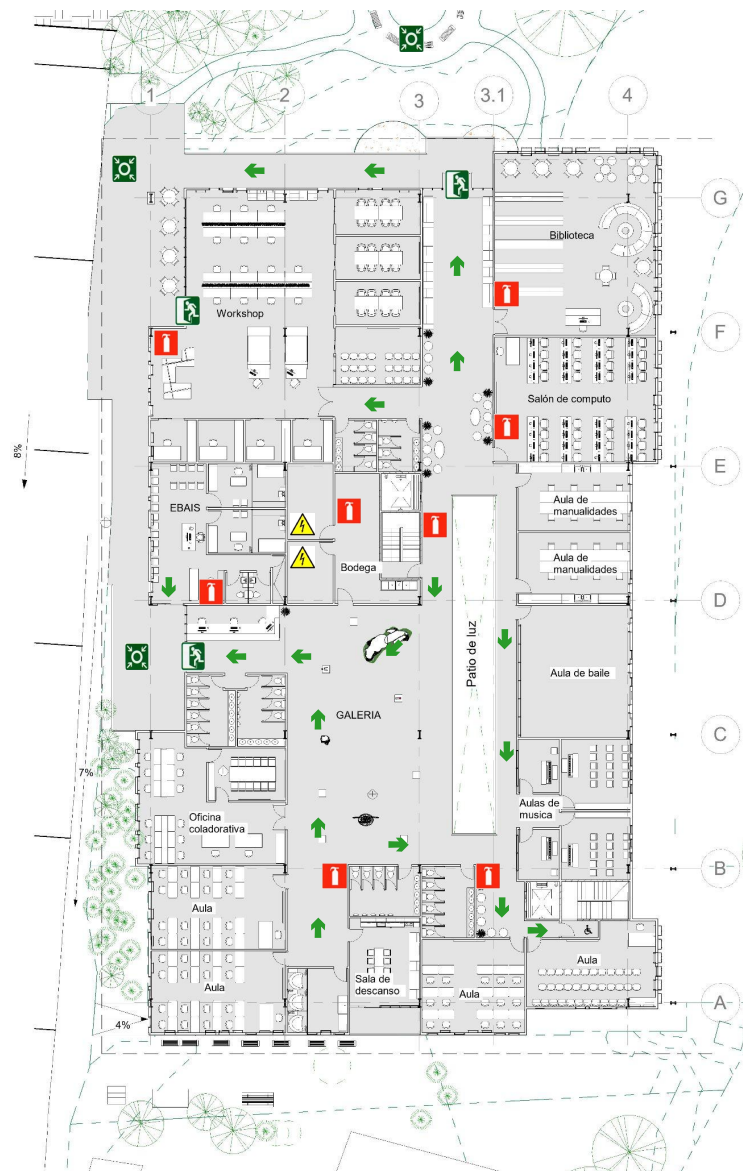 1
2
3
3.1
4
G
Biblioteca
Workshop
F
Salón de computo
8%
E
EBAIS
Aula de
manualidades
Aula de
manualidades
Bodega
D
Patio de luz
Aula de baile
GALERIA
C
7%
Aulas de
musica
Oficina
coladorativa
B
Aula
Aula
Sala de
descanso
Aula
Aula
A
4%